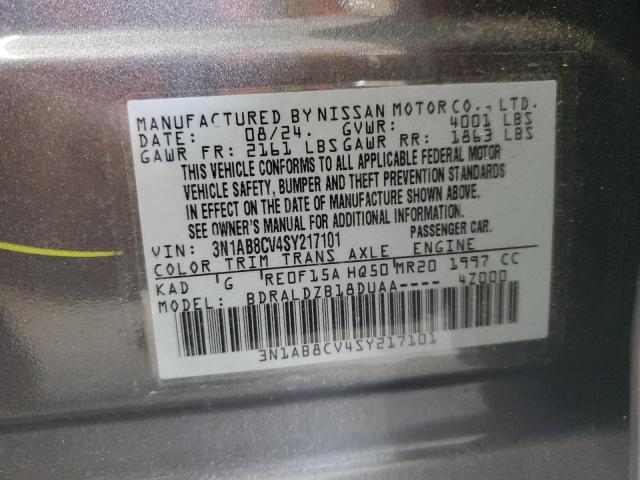 MANUFACTURED BY NISSAN MOTOR CO., LTD.
DATE: 08/24. GVWR: 4001 LBS
GAWR FR: 2161 LBS GAWR RR: 1863 LBS
THIS VEHICLE CONFORMS TO ALL APPLICABLE FEDERAL MOTOR
VEHICLE SAFETY, BUMPER AND THEFT PREVENTION STANDARDS
IN EFFECT ON THE DATE OF MANUFACTURE SHOWN ABOVE.
SEE OWNER'S MANUAL FOR ADDITIONAL INFORMATION.
VIN: 3N1AB8CV4SY217101 PASSENGER CAR.
COLOR TRIM TRANS AXLE ENGINE
KAD G RE0F15A HQ50 MR20 1997 CC
MODEL: BDRALDZB18DUAA---- 4Z000
3N1AB8CV4SY217101